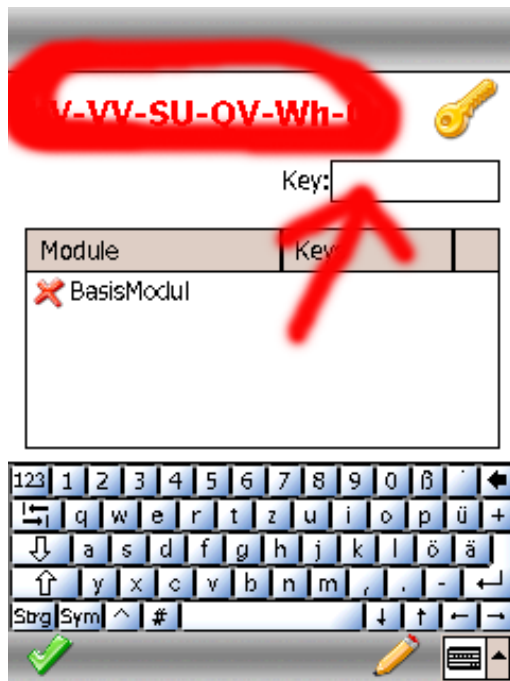 V-VV-SU-OV-Wh-
Key:
Module Key
BasisModul
123 1 2 3 4 5 6 7 8 9 0 ß ´
q w e r t z u i o p ü +
a s d f g h j k l ö ä
y x c v b n m , . -
Strg Sym ^ #